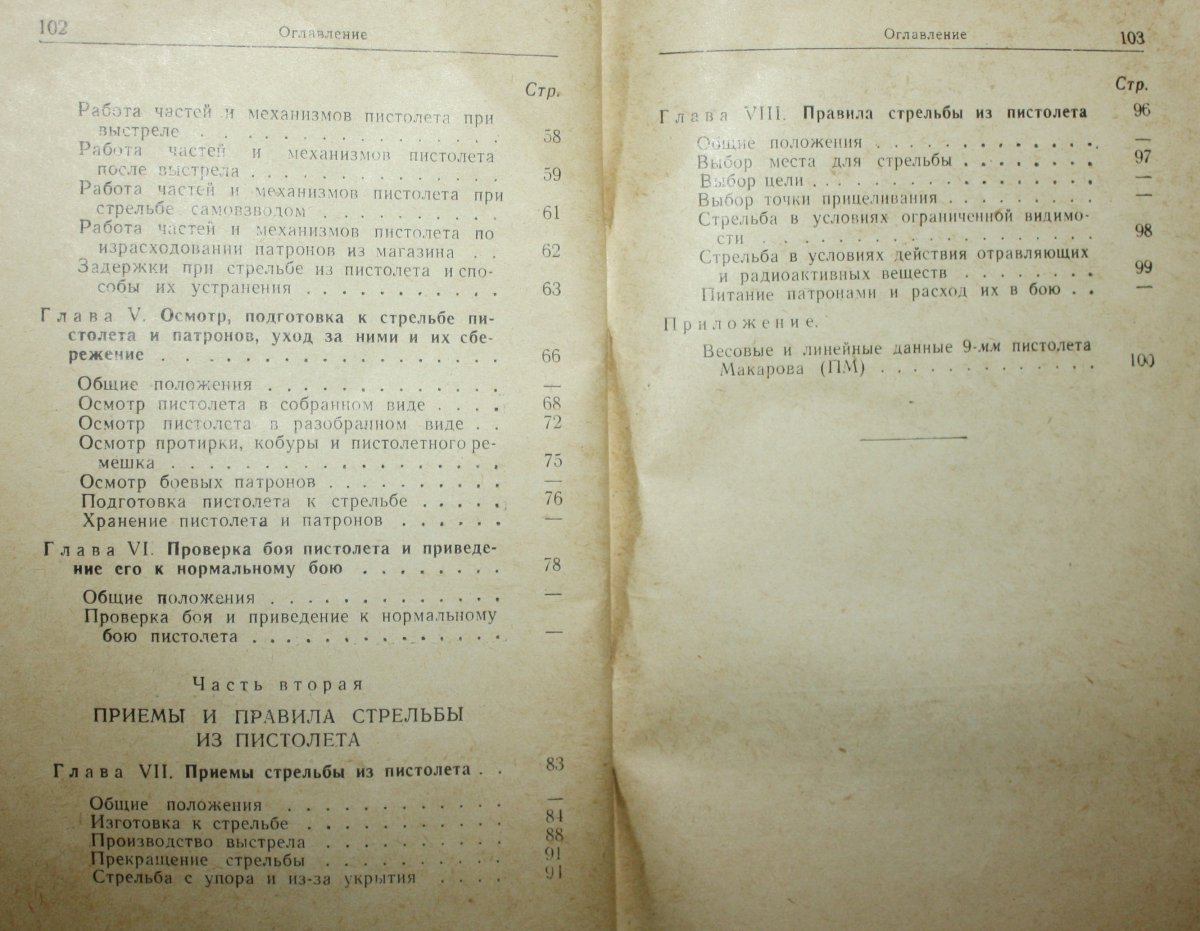 102
Оглавление
Стр.
Работа частей и механизмов пистолета при
выстреле . . . . . . . . . . . . . . . 58
Работа частей и механизмов пистолета
после выстрела . . . . . . . . . . . . . 59
Работа частей и механизмов пистолета при
стрельбе самовзводом . . . . . . . . . . 61
Работа частей и механизмов пистолета по
израсходовании патронов из магазина . . 62
Задержки при стрельбе из пистолета и спо-
собы их устранения . . . . . . . . . . 63
Глава V. Осмотр, подготовка к стрельбе пи-
столета и патронов, уход за ними и их сбе-
режение . . . . . . . . . . . . . . . . . 66
Общие положения . . . . . . . . . . . . —
Осмотр пистолета в собранном виде . . . . 68
Осмотр пистолета в разобранном виде . . 72
Осмотр протирки, кобуры и пистолетного ре-
мешка . . . . . . . . . . . . . . . . . 75
Осмотр боевых патронов . . . . . . . . . . —
Подготовка пистолета к стрельбе . . . . . 76
Хранение пистолета и патронов . . . . . . —
Глава VI. Проверка боя пистолета и приведе-
ние его к нормальному бою . . . . . . . . 78
Общие положения . . . . . . . . . . . . —
Проверка боя и приведение к нормальному
бою пистолета . . . . . . . . . . . . . —
Часть вторая
ПРИЕМЫ И ПРАВИЛА СТРЕЛЬБЫ
ИЗ ПИСТОЛЕТА
Глава VII. Приемы стрельбы из пистолета . . 83
Общие положения . . . . . . . . . . . . —
Изготовка к стрельбе . . . . . . . . . . . 84
Производство выстрела . . . . . . . . . . 88
Прекращение стрельбы . . . . . . . . . . 91
Стрельба с упора и из-за укрытия . . . . 91
Оглавление
103
Стр.
Глава VIII. Правила стрельбы из пистолета 96
Общие положения . . . . . . . . . . . . —
Выбор места для стрельбы . . . . . . . . 97
Выбор цели . . . . . . . . . . . . . . . —
Выбор точки прицеливания . . . . . . . . . —
Стрельба в условиях ограниченной видимо-
сти . . . . . . . . . . . . . . . . . . 98
Стрельба в условиях действия отравляющих
и радиоактивных веществ . . . . . . . . 99
Питание патронами и расход их в бою . . —
Приложение.
Весовые и линейные данные 9-мм пистолета
Макарова (ПМ) . . . . . . . . . . . . 100